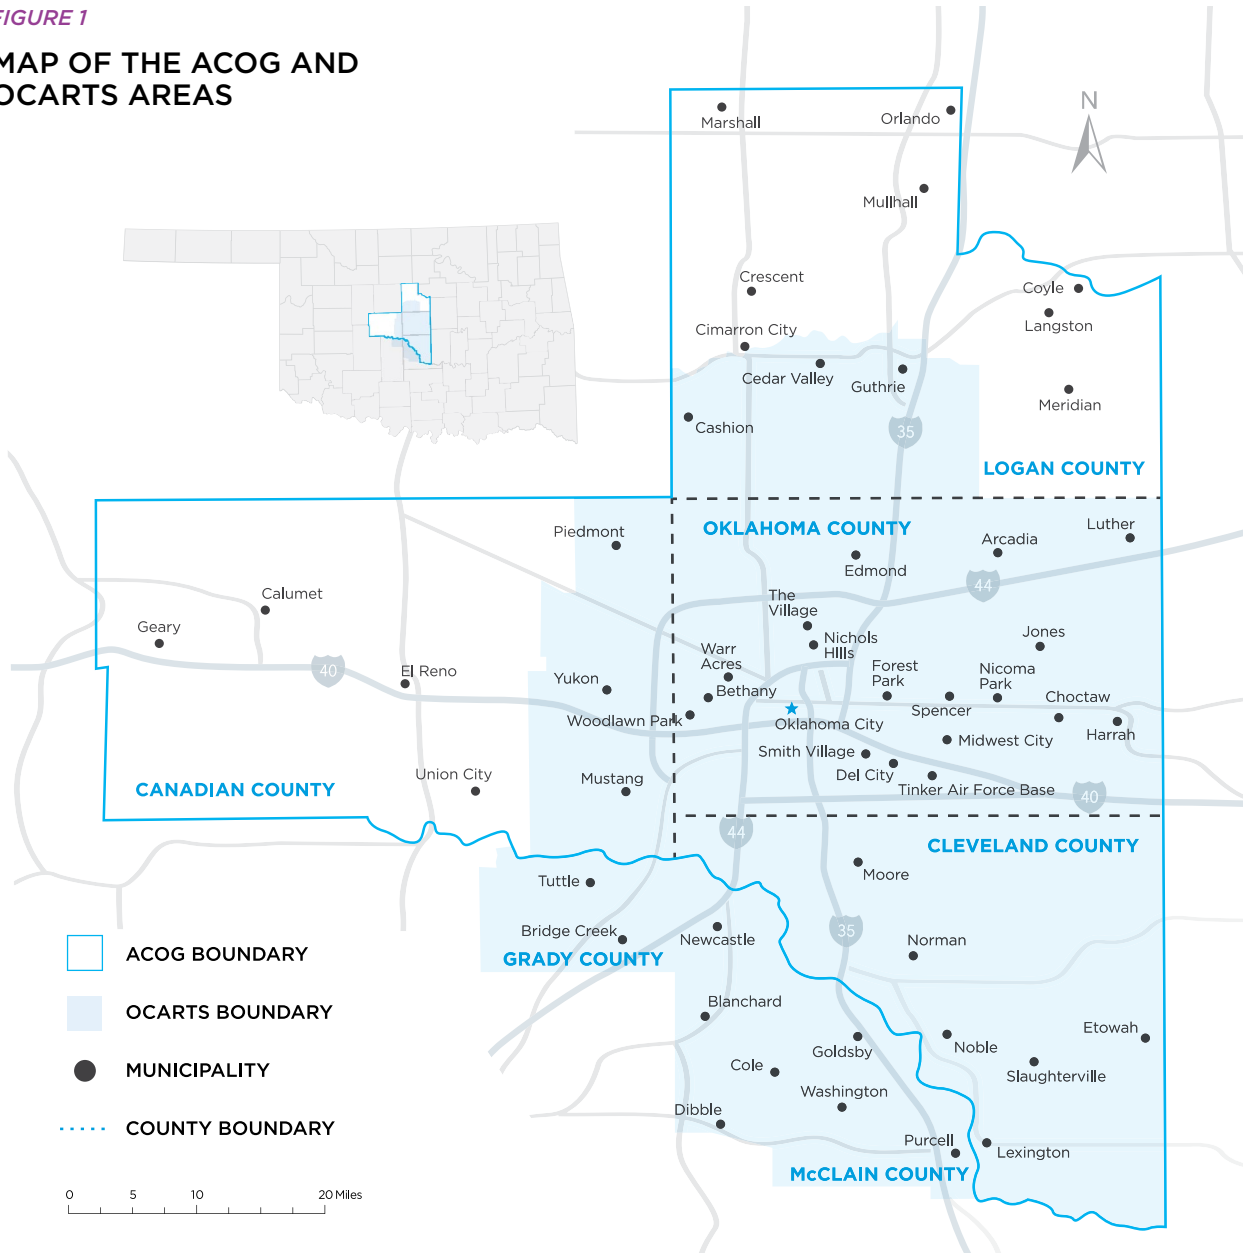 FIGURE 1
MAP OF THE ACOG AND
OCARTS AREAS
N
Marshall
Orlando
Mullhall
Crescent
Coyle
Langston
Cimarron City
Cedar Valley
Guthrie
Meridian
Cashion
35
LOGAN COUNTY
OKLAHOMA COUNTY
Piedmont
Luther
Arcadia
Edmond
44
Calumet
The
Village
Geary
Nichols
HIlls
Jones
Warr
Acres
Forest
Park
Nicoma
Park
40
El Reno
Yukon
Bethany
Choctaw
Woodlawn Park
Oklahoma City
Spencer
Harrah
Smith Village
Midwest City
Union City
Mustang
Del City
Tinker Air Force Base
CANADIAN COUNTY
40
44
CLEVELAND COUNTY
Tuttle
Moore
Bridge Creek
Newcastle
35
Norman
GRADY COUNTY
ACOG BOUNDARY
OCARTS BOUNDARY
MUNICIPALITY
COUNTY BOUNDARY
Blanchard
Goldsby
Noble
Etowah
Cole
Slaughterville
Washington
Dibble
Purcell
Lexington
McCLAIN COUNTY
0 5 10 20 Miles